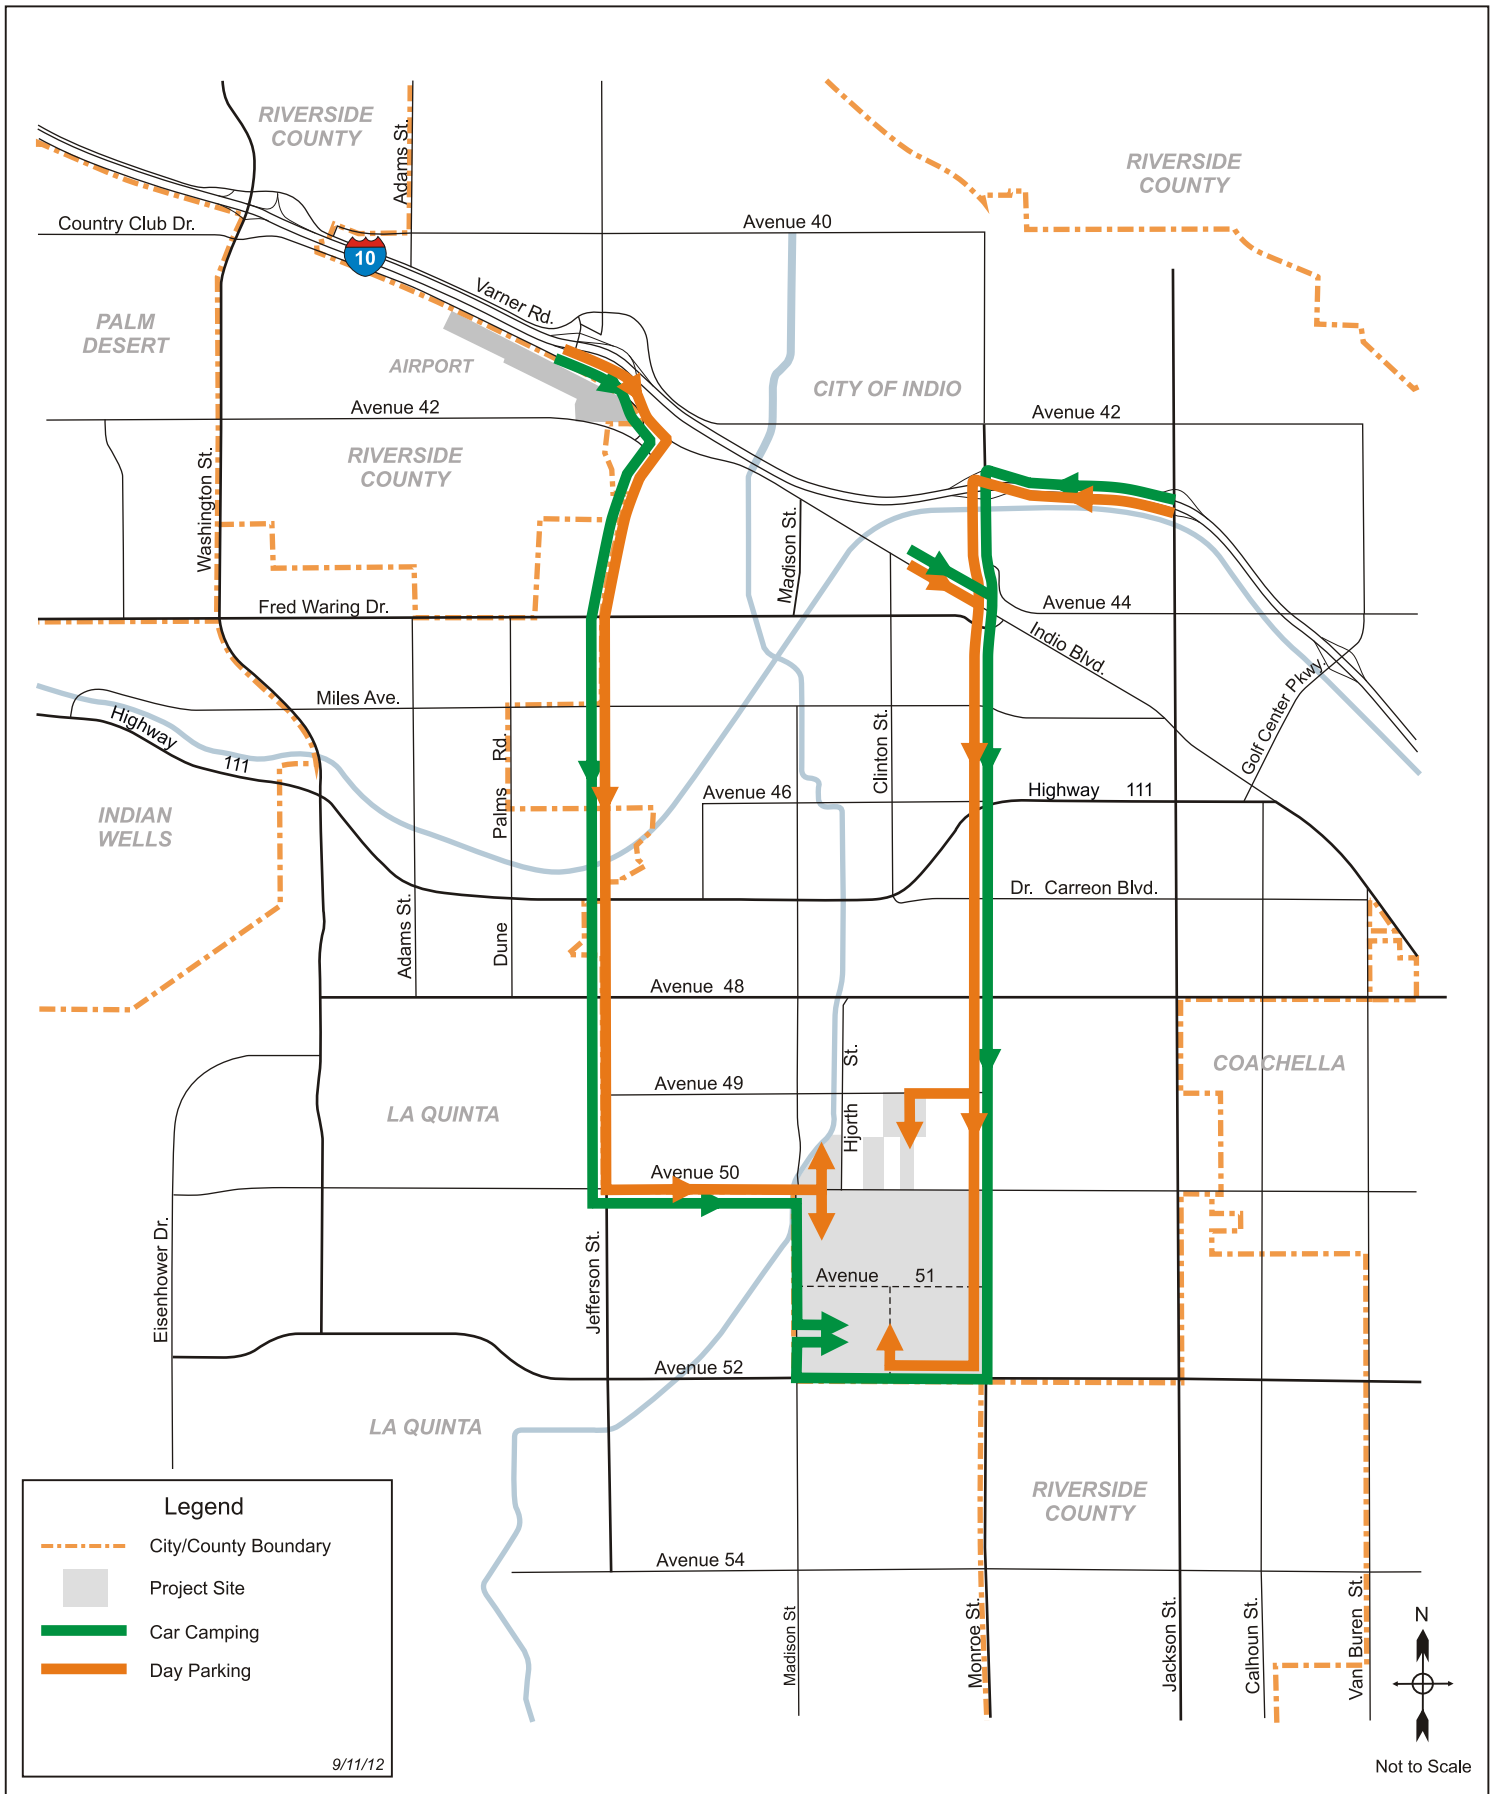 RIVERSIDE
COUNTY
Adams St.
RIVERSIDE
COUNTY
Country Club Dr.
Avenue 40
10
Varner Rd.
PALM
DESERT
AIRPORT
CITY OF INDIO
Avenue 42
Avenue 42
RIVERSIDE
COUNTY
Washington St.
Madison St.
Fred Waring Dr.
Avenue 44
Indio Blvd.
Miles Ave.
Highway 111
Palms Rd.
Clinton St.
Golf Center Pkwy.
Avenue 46
Highway 111
INDIAN
WELLS
Dr. Carreon Blvd.
Adams St.
Dune
Avenue 48
Hjorth St.
COACHELLA
Avenue 49
LA QUINTA
Avenue 50
Eisenhower Dr.
Jefferson St.
Avenue 51
Avenue 52
LA QUINTA
RIVERSIDE
COUNTY
Avenue 54
Madison St
Monroe St.
Jackson St.
Calhoun St.
Van Buren St.
Legend
City/County Boundary
Project Site
Car Camping
Day Parking
9/11/12
N
Not to Scale